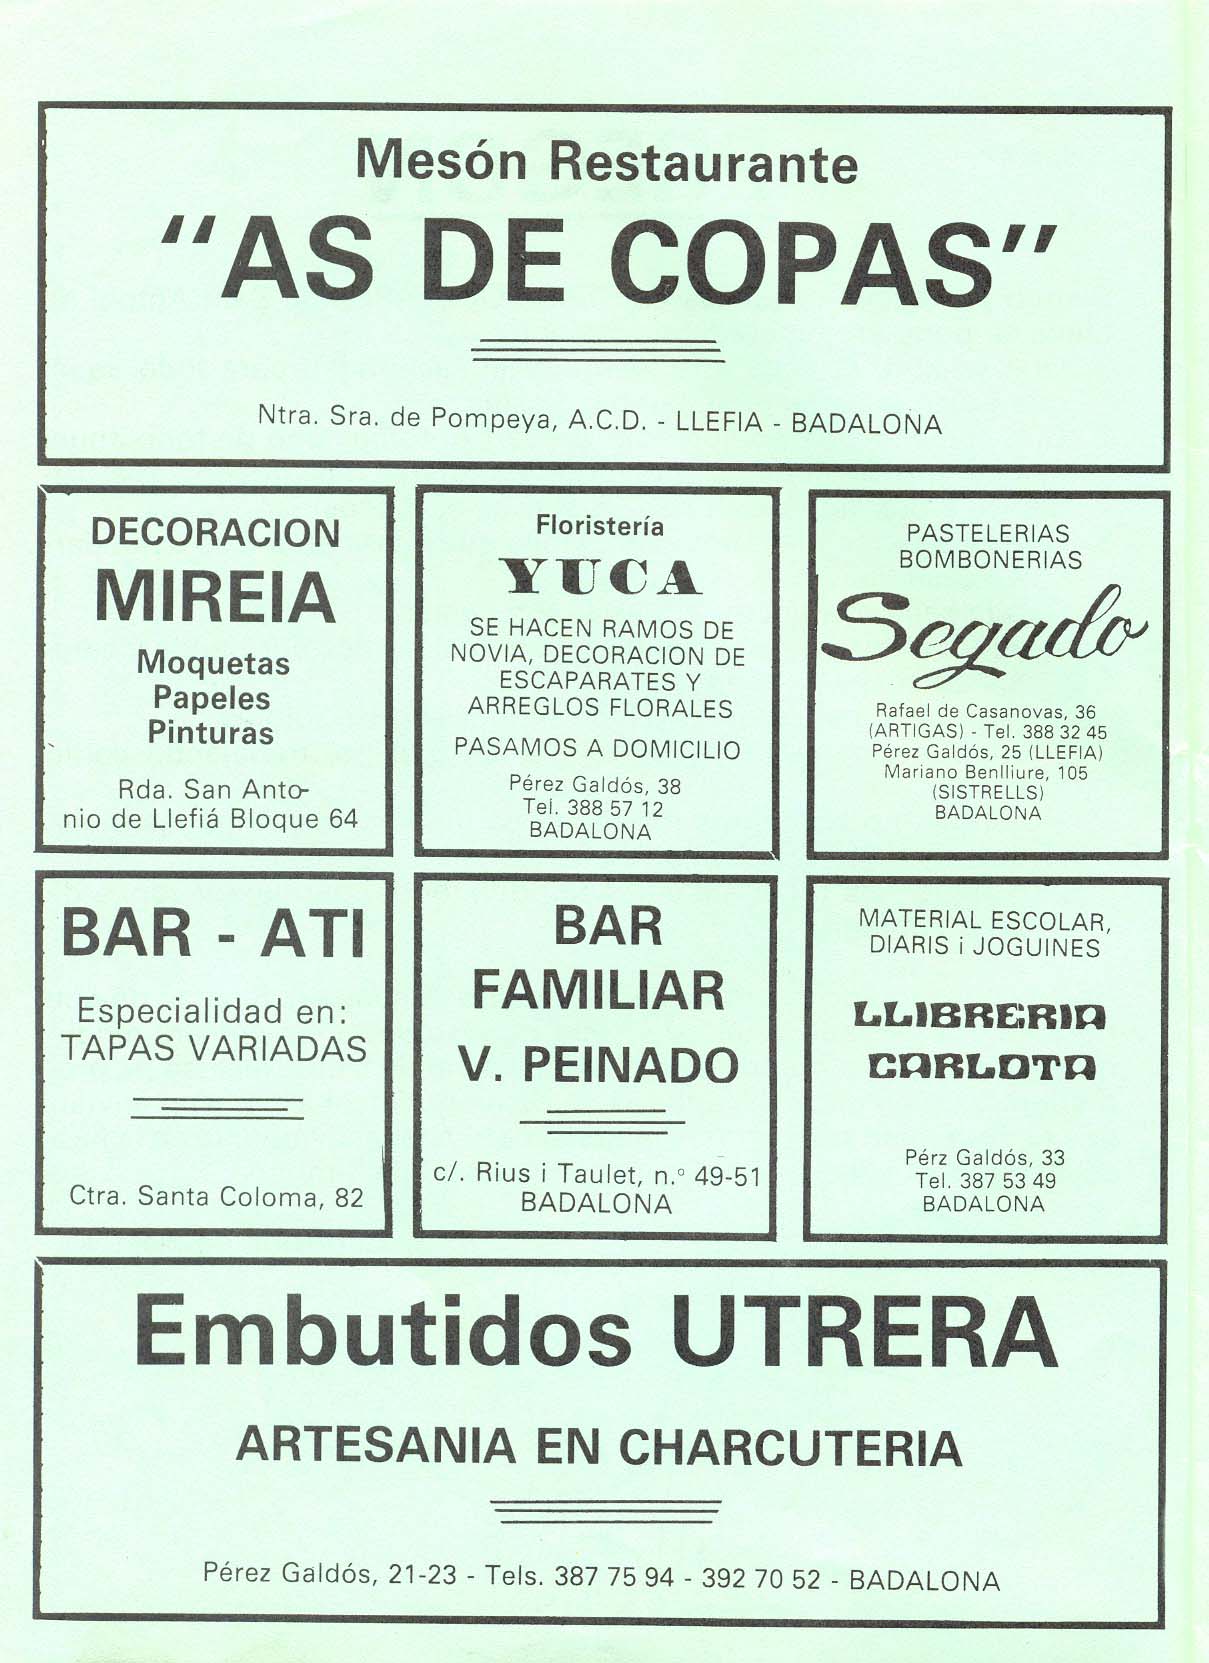 Mesón Restaurante
"AS DE COPAS"
Ntra. Sra. de Pompeya, A.C.D. - LLEFIA - BADALONA
DECORACION
MIREIA
Moquetas
Papeles
Pinturas
Rda. San Anto-
nio de Llefiá Bloque 64
Floristería
YUCA
SE HACEN RAMOS DE
NOVIA, DECORACION DE
ESCAPARATES Y
ARREGLOS FLORALES
PASAMOS A DOMICILIO
Pérez Galdós, 38
Tel. 388 57 12
BADALONA
PASTELERIAS
BOMBONERIAS
Segado
Rafael de Casanovas, 36
(ARTIGAS) - Tel. 388 32 45
Pérez Galdós, 25 (LLEFIA)
Mariano Benlliure, 105
(SISTRELLS)
BADALONA
BAR - ATI
Especialidad en:
TAPAS VARIADAS
Ctra. Santa Coloma, 82
BAR
FAMILIAR
V. PEINADO
c/. Rius i Taulet, n.º 49-51
BADALONA
MATERIAL ESCOLAR,
DIARIS i JOGUINES
LLIBRERIA
CARLOTA
Pérz Galdós, 33
Tel. 387 53 49
BADALONA
Embutidos UTRERA
ARTESANIA EN CHARCUTERIA
Pérez Galdós, 21-23 - Tels. 387 75 94 - 392 70 52 - BADALONA